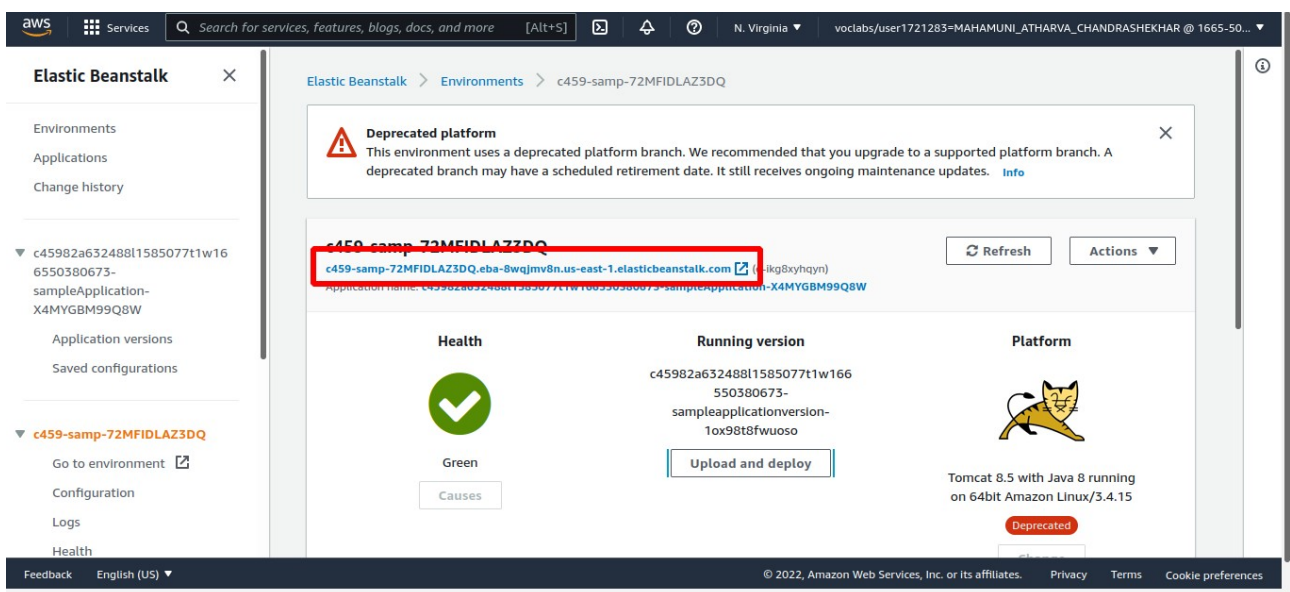 aws
Services
Search for services, features, blogs, docs, and more [Alt+S]
N. Virginia ▼
voclabs/user1721283=MAHAMUNI_ATHARVA_CHANDRASHEKHAR @ 1665-50... ▼
Elastic Beanstalk
Environments
Applications
Change history
c45982a632488l1585077t1w16
6550380673-
sampleApplication-
X4MYGBM99Q8W
Application versions
Saved configurations
c459-samp-72MFIDLAZ3DQ
Go to environment
Configuration
Logs
Health
Elastic Beanstalk > Environments > c459-samp-72MFIDLAZ3DQ
Deprecated platform
This environment uses a deprecated platform branch. We recommended that you upgrade to a supported platform branch. A
deprecated branch may have a scheduled retirement date. It still receives ongoing maintenance updates. Info
c459-samp-72MFIDLAZ3DQ
Refresh
Actions ▼
c459-samp-72MFIDLAZ3DQ.eba-8wqjmv8n.us-east-1.elasticbeanstalk.com (e-ikg8xyhqyn)
Application name: c45982a632488l1585077t1w166550380673-sampleApplication-X4MYGBM99Q8W
Health
Green
Causes
Running version
c45982a632488l1585077t1w166
550380673-
sampleapplicationversion-
1ox98t8fwuoso
Upload and deploy
Platform
Tomcat 8.5 with Java 8 running
on 64bit Amazon Linux/3.4.15
Deprecated
Change
Feedback
English (US) ▼
© 2022, Amazon Web Services, Inc. or its affiliates.
Privacy
Terms
Cookie preferences